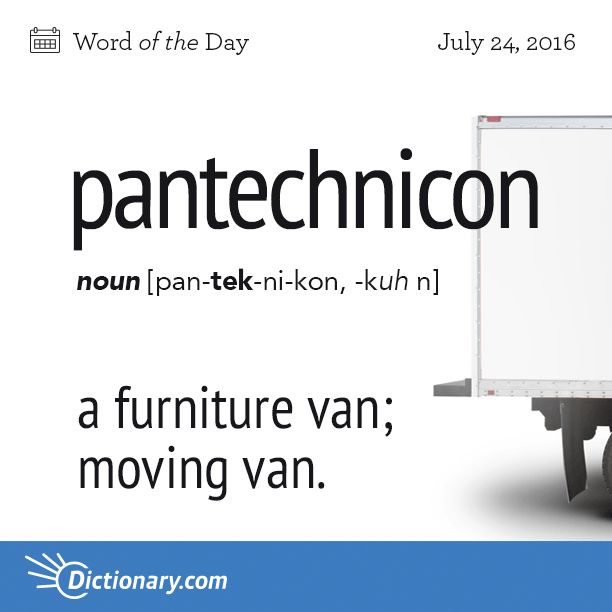 Word of the Day
July 24, 2016
pantechnicon
noun [pan-tek-ni-kon, -kuh n]
a furniture van;
moving van.
Dictionary.com